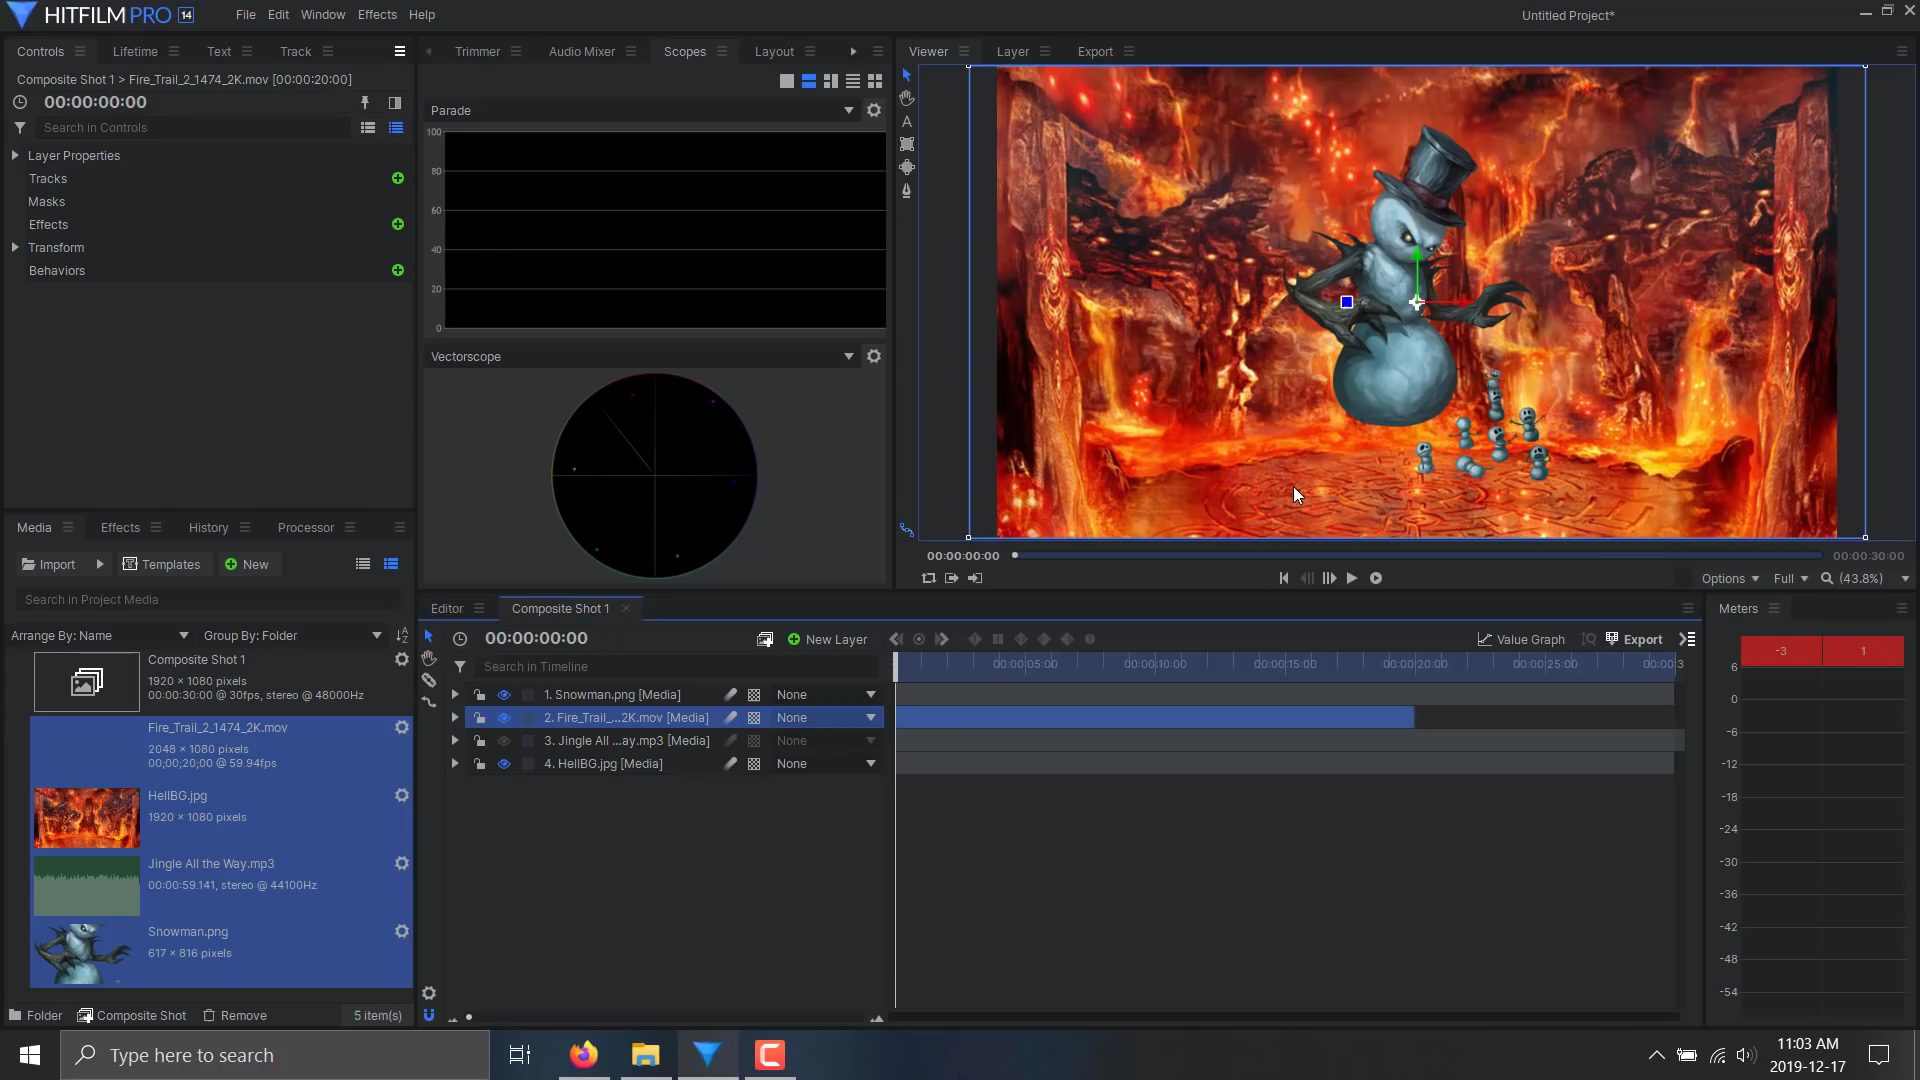 HITFILM PRO 14
File Edit Window Effects Help
Untitled Project*
Controls Lifetime Text Track
Composite Shot 1 > Fire_Trail_2_1474_2K.mov [00:00:20:00]
00:00:00:00
Search in Controls
Layer Properties
Tracks
Masks
Effects
Transform
Behaviors
Trimmer Audio Mixer Scopes Layout
Parade
100
80
60
40
20
0
Vectorscope
Viewer Layer Export
A
00:00:00:00 00:00:30:00
Options Full (43.8%)
Media Effects History Processor
Import Templates New
Search in Project Media
Arrange By: Name Group By: Folder
Composite Shot 1
1920 × 1080 pixels
00:00:30:00 @ 30fps, stereo @ 48000Hz
Fire_Trail_2_1474_2K.mov
2048 × 1080 pixels
00;00;20;00 @ 59.94fps
HellBG.jpg
1920 × 1080 pixels
Jingle All the Way.mp3
00:00:59.141, stereo @ 44100Hz
Snowman.png
617 × 816 pixels
Folder Composite Shot Remove 5 item(s)
Editor Composite Shot 1
00:00:00:00 New Layer Value Graph Export
Search in Timeline
00:00:05:00 00:00:10:00 00:00:15:00 00:00:20:00 00:00:25:00 00:00:3
1. Snowman.png [Media] None
2. Fire_Trail_...2K.mov [Media] None
3. Jingle All ...ay.mp3 [Media] None
4. HellBG.jpg [Media] None
Meters
-3 1
6
0
-6
-12
-18
-24
-30
-36
-42
-48
-54
Type here to search
11:03 AM
2019-12-17